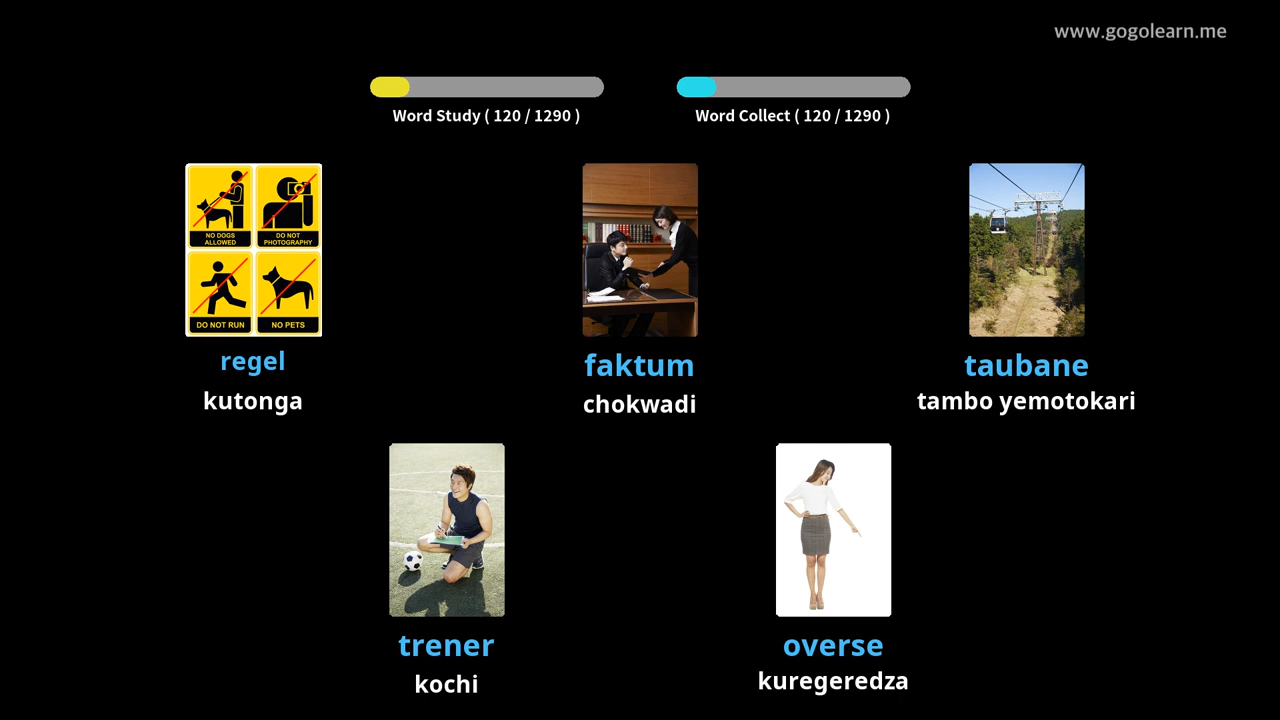 www.gogolearn.me
Word Study ( 120 / 1290 )
Word Collect ( 120 / 1290 )
NO DOGS
ALLOWED
DO NOT
PHOTOGRAPHY
DO NOT RUN
NO PETS
regel
kutonga
faktum
chokwadi
taubane
tambo yemotokari
trener
kochi
overse
kuregeredza